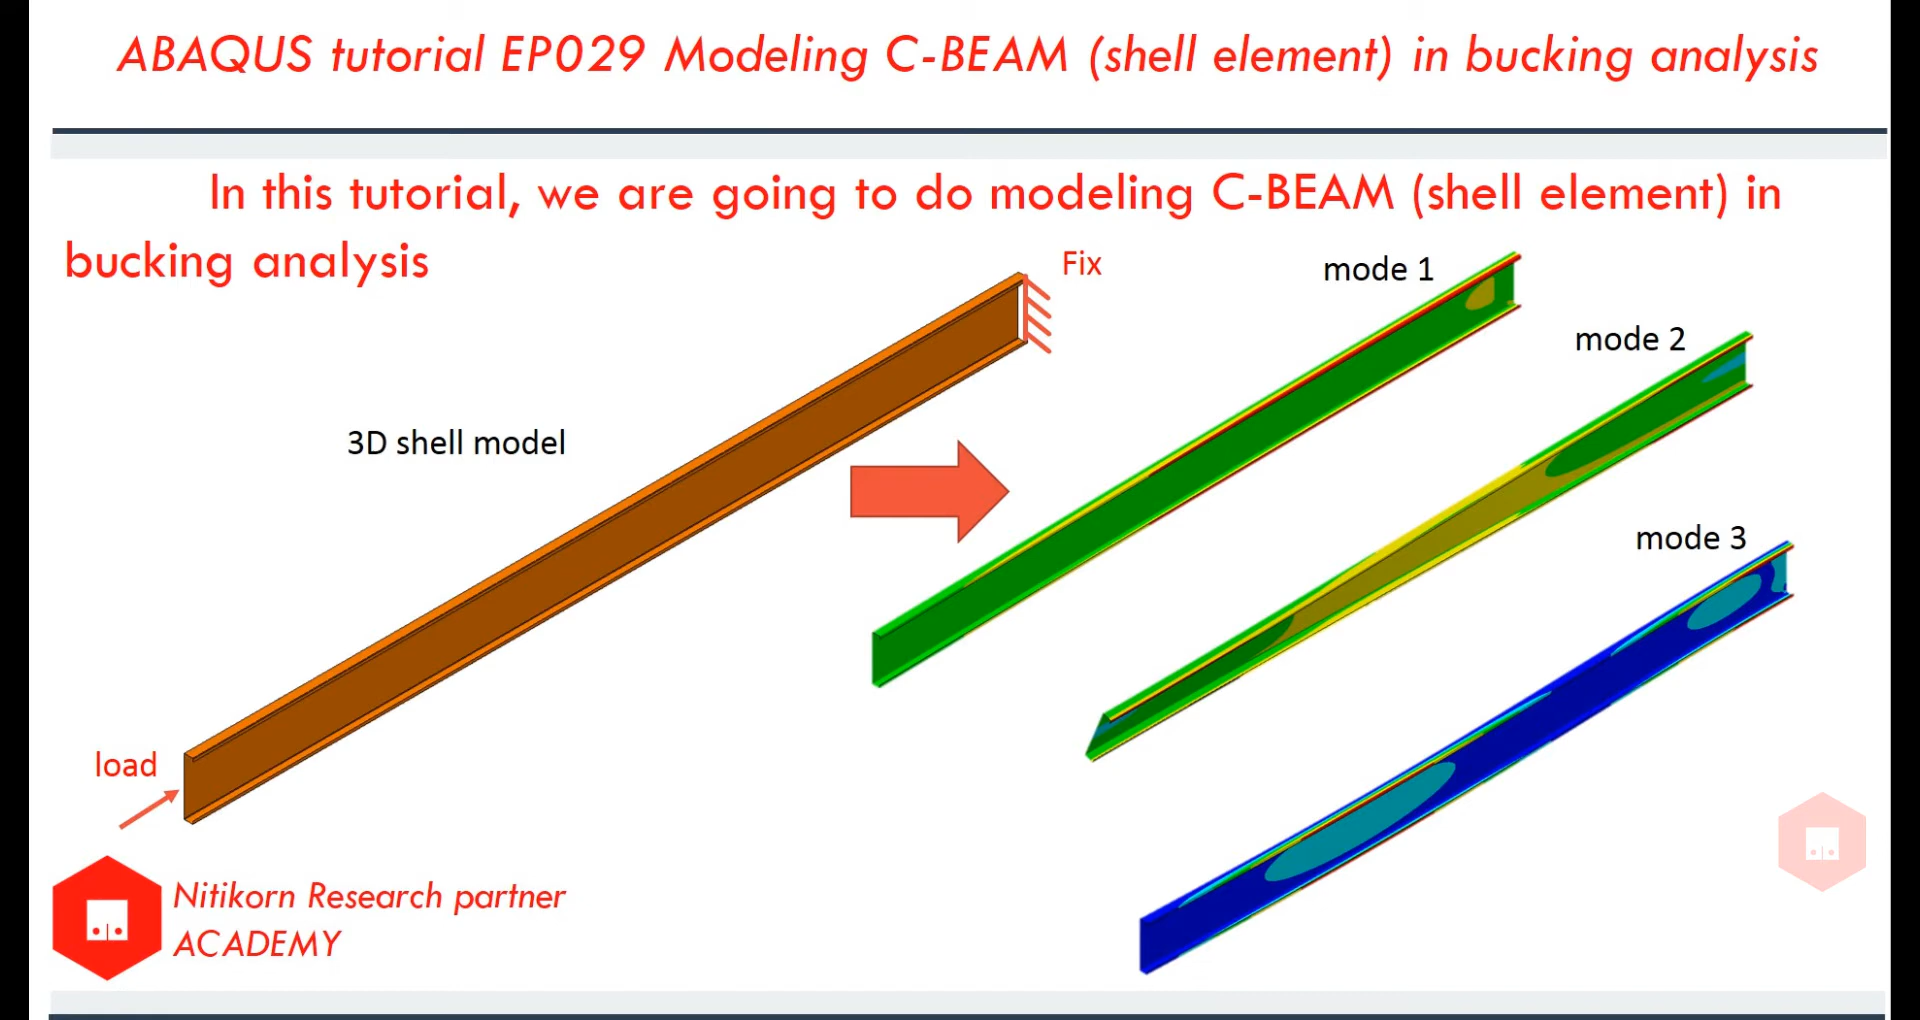 ABAQUS tutorial EP029 Modeling C-BEAM (shell element) in bucking analysis
In this tutorial, we are going to do modeling C-BEAM (shell element) in
bucking analysis
Fix
mode 1
mode 2
3D shell model
mode 3
load
Nitikorn Research partner
ACADEMY